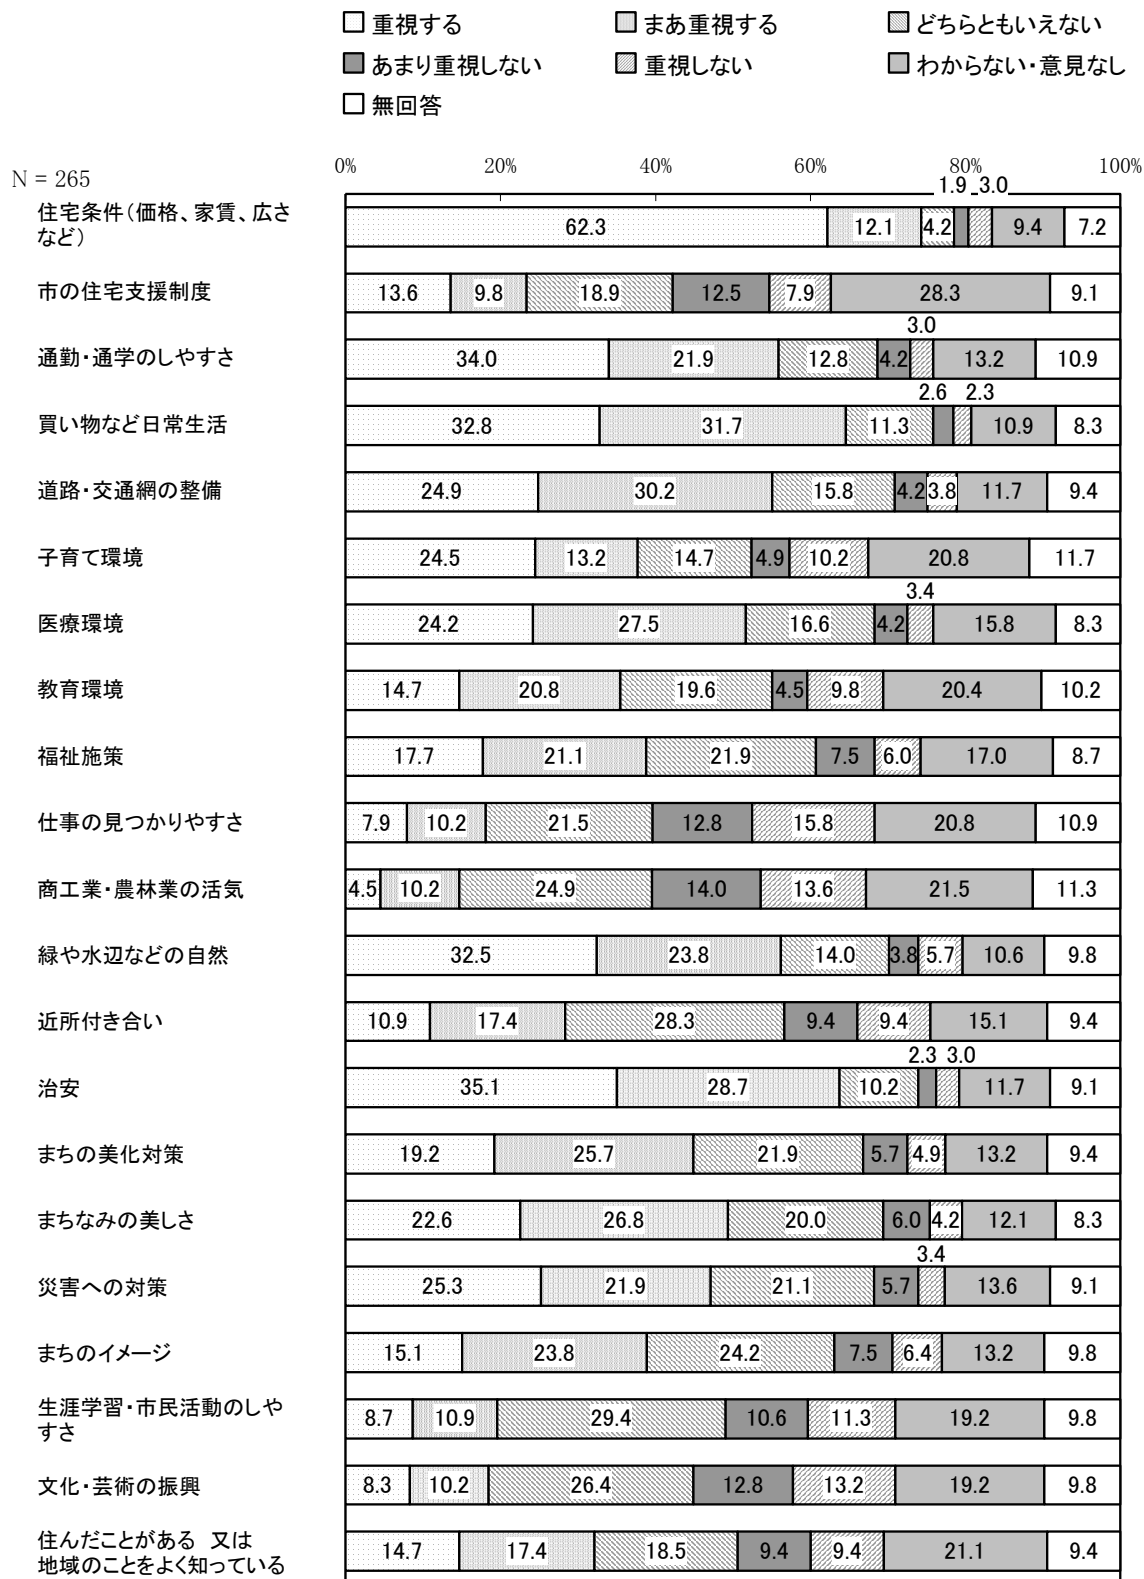 重視する まあ重視する どちらともいえない
あまり重視しない 重視しない わからない・意見なし
無回答
0% 20% 40% 60% 80% 100%
N = 265
1.9 3.0
住宅条件(価格、家賃、広さ
など)
62.3 12.1 4.2 9.4 7.2
市の住宅支援制度 13.6 9.8 18.9 12.5 7.9 28.3 9.1
3.0
通勤・通学のしやすさ 34.0 21.9 12.8 4.2 13.2 10.9
2.6 2.3
買い物など日常生活 32.8 31.7 11.3 10.9 8.3
道路・交通網の整備 24.9 30.2 15.8 4.2 3.8 11.7 9.4
子育て環境 24.5 13.2 14.7 4.9 10.2 20.8 11.7
3.4
医療環境 24.2 27.5 16.6 4.2 15.8 8.3
教育環境 14.7 20.8 19.6 4.5 9.8 20.4 10.2
福祉施策 17.7 21.1 21.9 7.5 6.0 17.0 8.7
仕事の見つかりやすさ 7.9 10.2 21.5 12.8 15.8 20.8 10.9
商工業・農林業の活気 4.5 10.2 24.9 14.0 13.6 21.5 11.3
緑や水辺などの自然 32.5 23.8 14.0 3.8 5.7 10.6 9.8
近所付き合い 10.9 17.4 28.3 9.4 9.4 15.1 9.4
2.3 3.0
治安 35.1 28.7 10.2 11.7 9.1
まちの美化対策 19.2 25.7 21.9 5.7 4.9 13.2 9.4
まちなみの美しさ 22.6 26.8 20.0 6.0 4.2 12.1 8.3
3.4
災害への対策 25.3 21.9 21.1 5.7 13.6 9.1
まちのイメージ 15.1 23.8 24.2 7.5 6.4 13.2 9.8
生涯学習・市民活動のしや
すさ
8.7 10.9 29.4 10.6 11.3 19.2 9.8
文化・芸術の振興 8.3 10.2 26.4 12.8 13.2 19.2 9.8
住んだことがある 又は
地域のことをよく知っている
14.7 17.4 18.5 9.4 9.4 21.1 9.4